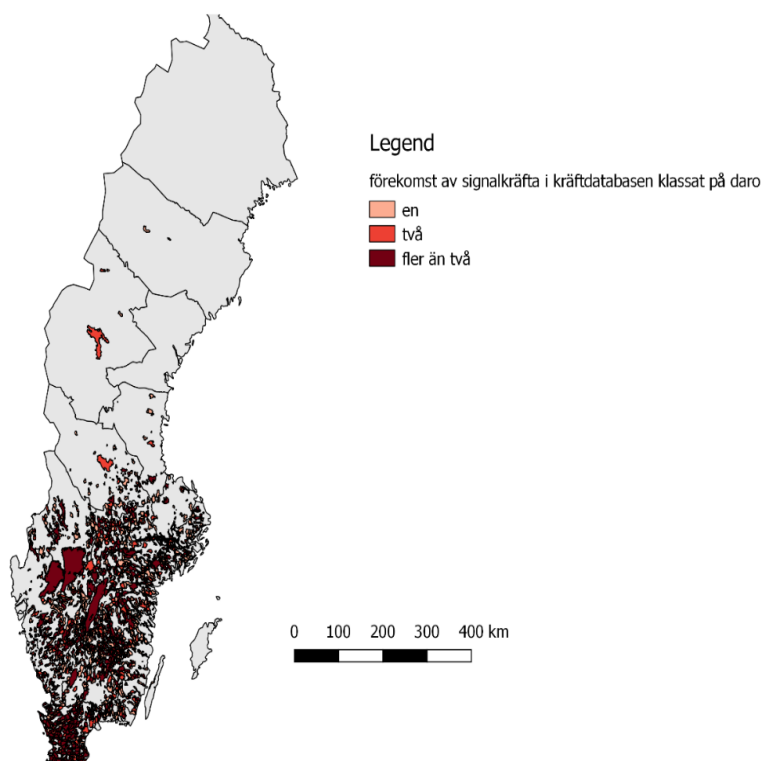 Legend
förekomst av signalkräfta i kräftdatabasen klassat på daro
en
två
fler än två
0 100 200 300 400 km